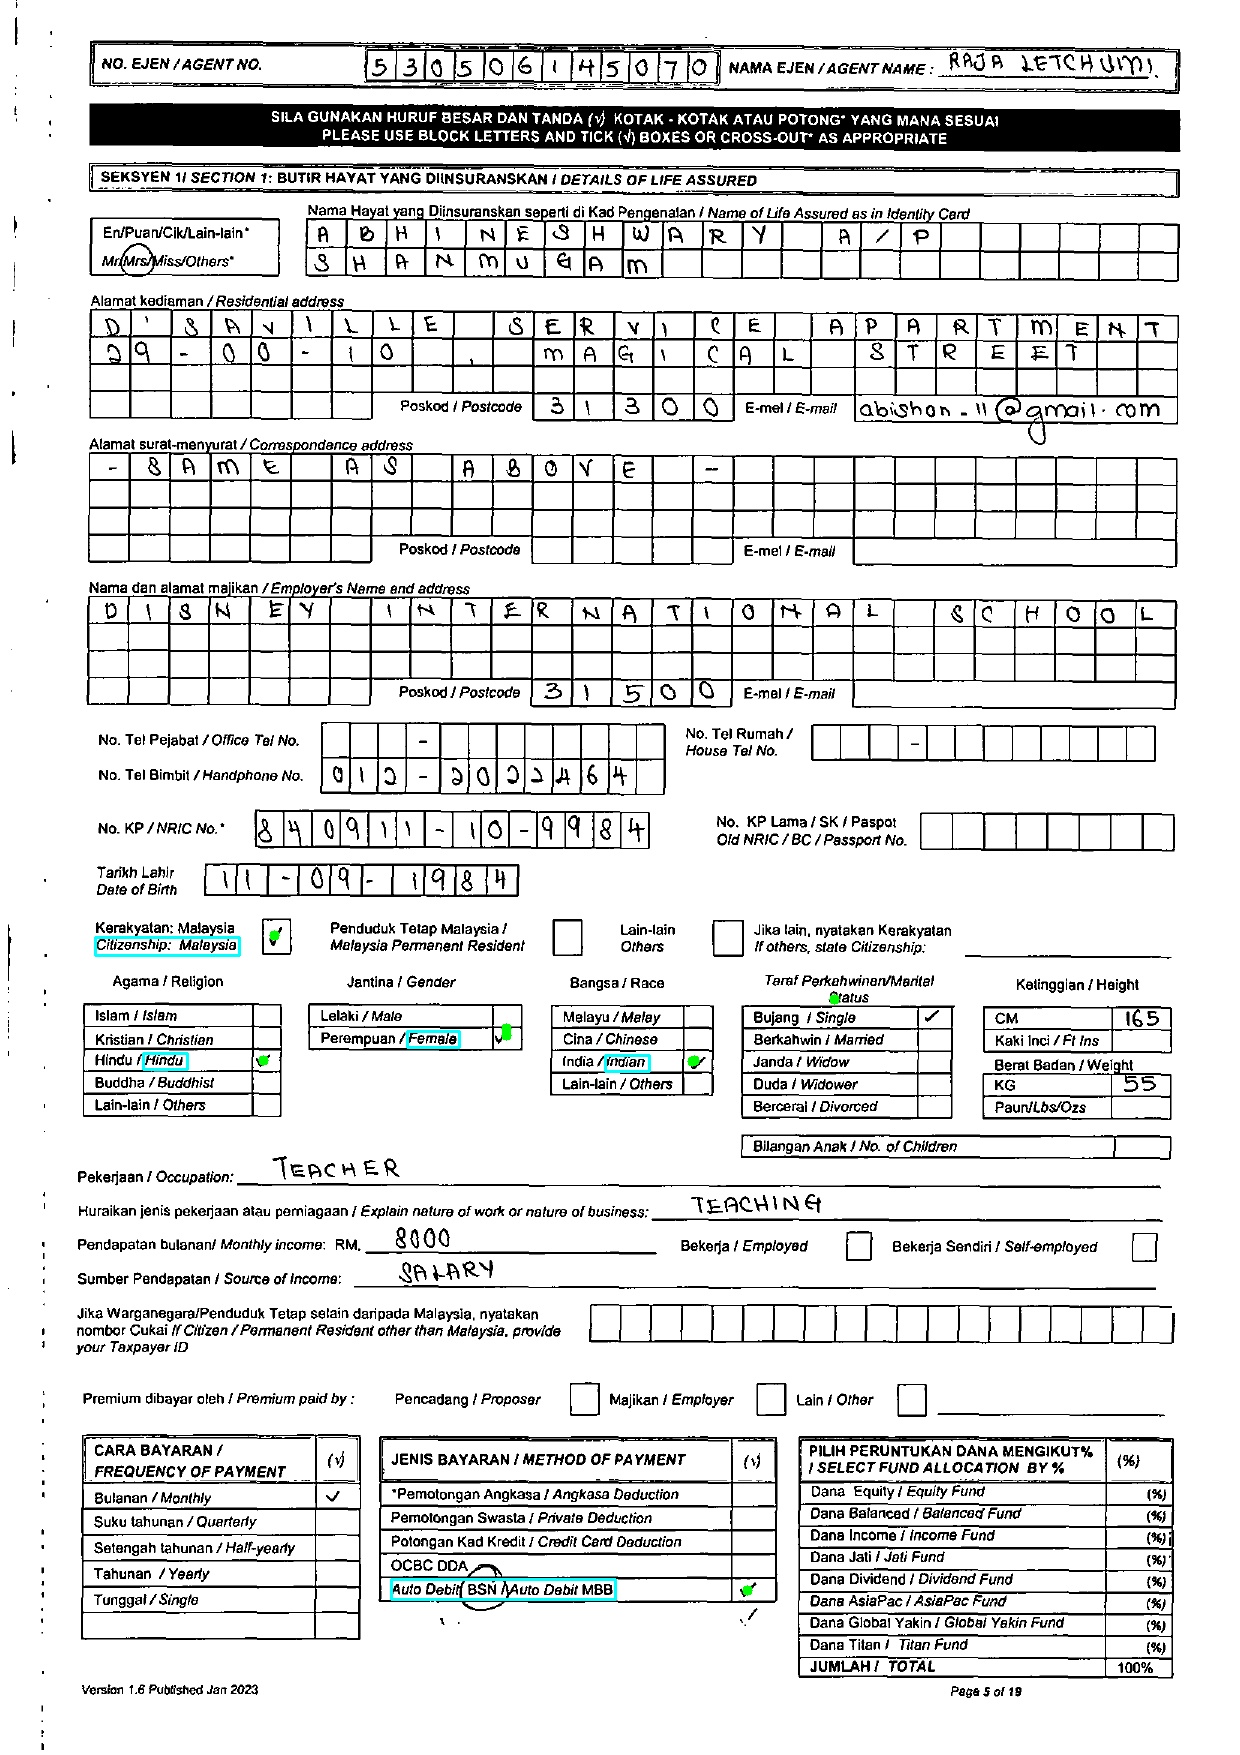 NO. EJEN / AGENT NO. 530506145070 NAMA EJEN / AGENT NAME : RAJA LETCHUMI.
SILA GUNAKAN HURUF BESAR DAN TANDA (√) KOTAK - KOTAK ATAU POTONG* YANG MANA SESUAI
PLEASE USE BLOCK LETTERS AND TICK (√) BOXES OR CROSS-OUT* AS APPROPRIATE
SEKSYEN 1/ SECTION 1: BUTIR HAYAT YANG DIINSURANSKAN / DETAILS OF LIFE ASSURED
Nama Hayat yang Diinsuranskan seperti di Kad Pengenalan / Name of Life Assured as in Identity Card
En/Puan/Cik/Lain-lain* ABHINESHWARY A/P
Mr/Mrs/Miss/Others* SHANMUGAM
Alamat kediaman / Residential address
D'SAVILLE SERVICE APARTMENT
29-00-10, MAGICAL STREET
Poskod / Postcode 31300 E-mel / E-mail abishan_11@gmail.com
Alamat surat-menyurat / Correspondance address
- SAME AS ABOVE -
Poskod / Postcode E-mel / E-mail
Nama dan alamat majikan / Employer's Name and address
DISNEY INTERNATIONAL SCHOOL
Poskod / Postcode 31500 E-mel / E-mail
No. Tel Pejabat / Office Tel No. - No. Tel Rumah / House Tel No. -
No. Tel Bimbit / Handphone No. 012-2022464
No. KP / NRIC No.* 840911-10-9984 No. KP Lama / SK / Paspot
Old NRIC / BC / Passport No.
Tarikh Lahir
Date of Birth 11-09-1984
Kerakyatan: Malaysia ✓ Penduduk Tetap Malaysia / Lain-lain Jika lain, nyatakan Kerakyatan
Citizenship: Malaysia Malaysia Permanent Resident Others If others, state Citizenship:
Agama / Religion Jantina / Gender Bangsa / Race Taraf Perkahwinan/Marital Status Ketinggian / Height
Islam / Islam Lelaki / Male Melayu / Malay Bujang / Single ✓ CM 165
Kristian / Christian Perempuan / Female ✓ Cina / Chinese Berkahwin / Married Kaki Inci / Ft Ins
Hindu / Hindu ✓ India / Indian ✓ Janda / Widow Berat Badan / Weight
Buddha / Buddhist Lain-lain / Others Duda / Widower KG 55
Lain-lain / Others Bercerai / Divorced Paun/Lbs/Ozs
Bilangan Anak / No. of Children
Pekerjaan / Occupation: TEACHER
Huraikan jenis pekerjaan atau perniagaan / Explain nature of work or nature of business: TEACHING
Pendapatan bulanan/ Monthly income: RM. 8000 Bekerja / Employed Bekerja Sendiri / Self-employed
Sumber Pendapatan / Source of Income: SALARY
Jika Warganegara/Penduduk Tetap selain daripada Malaysia, nyatakan
nombor Cukai If Citizen / Permanent Resident other than Malaysia, provide
your Taxpayer ID
Premium dibayar oleh / Premium paid by : Pencadang / Proposer Majikan / Employer Lain / Other
CARA BAYARAN / FREQUENCY OF PAYMENT (√)
Bulanan / Monthly ✓
Suku tahunan / Quarterly
Setengah tahunan / Half-yearly
Tahunan / Yearly
Tunggal / Single
JENIS BAYARAN / METHOD OF PAYMENT (√)
*Pemotongan Angkasa / Angkasa Deduction
Pemotongan Swasta / Private Deduction
Potongan Kad Kredit / Credit Card Deduction
OCBC DDA
Auto Debit BSN / Auto Debit MBB ✓
✓
PILIH PERUNTUKAN DANA MENGIKUT%
/ SELECT FUND ALLOCATION BY % (%)
Dana Equity / Equity Fund (%)
Dana Balanced / Balanced Fund (%)
Dana Income / Income Fund (%)
Dana Jati / Jati Fund (%)
Dana Dividend / Dividend Fund (%)
Dana AsiaPac / AsiaPac Fund (%)
Dana Global Yakin / Global Yakin Fund (%)
Dana Titan / Titan Fund (%)
JUMLAH / TOTAL 100%
Version 1.6 Published Jan 2023 Page 5 of 19